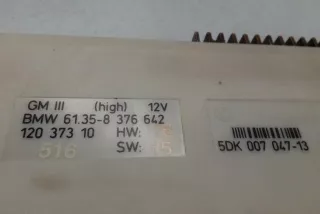 GM III (high) 12V
BMW 61.35-8 376 642
120 373 10 HW:
516 SW:
5DK 007 047-13